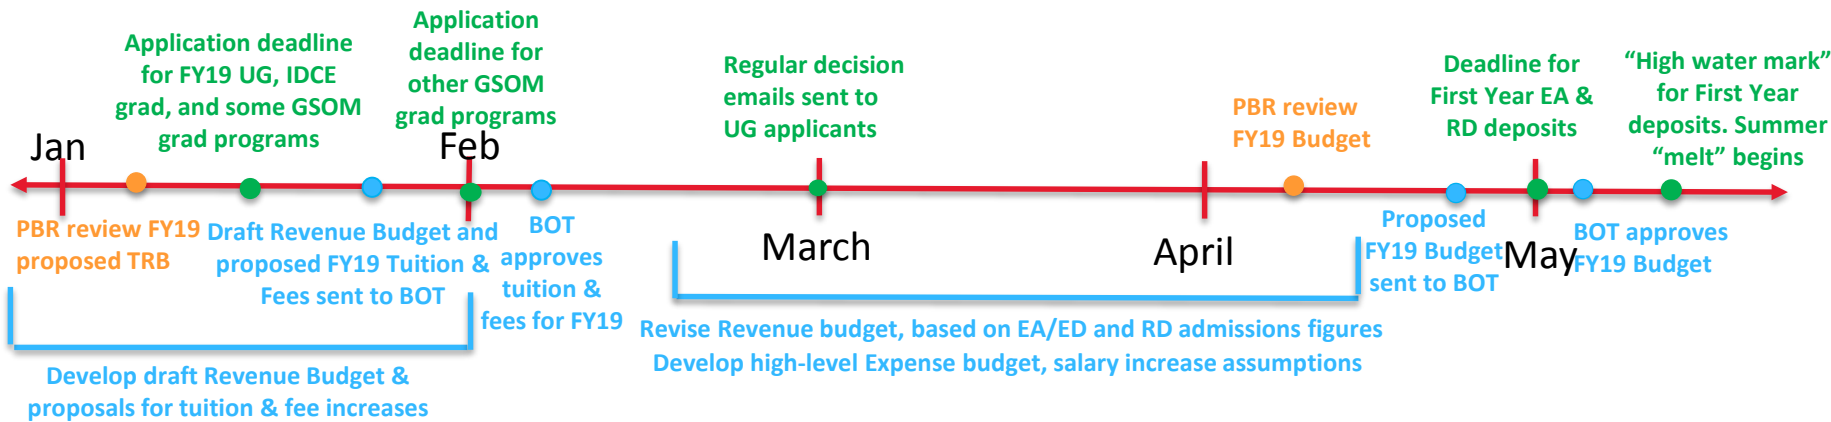 Application deadline
for FY19 UG, IDCE
grad, and some GSOM
grad programs
Application
deadline for
other GSOM
grad programs
Regular decision
emails sent to
UG applicants
PBR review
FY19 Budget
Deadline for
First Year EA &
RD deposits
“High water mark”
for First Year
deposits. Summer
“melt” begins
Jan
Feb
March
April
May
PBR review FY19
proposed TRB
Draft Revenue Budget and
proposed FY19 Tuition &
Fees sent to BOT
BOT
approves
tuition &
fees for FY19
Proposed
FY19 Budget
sent to BOT
BOT approves
FY19 Budget
Revise Revenue budget, based on EA/ED and RD admissions figures
Develop high-level Expense budget, salary increase assumptions
Develop draft Revenue Budget &
proposals for tuition & fee increases